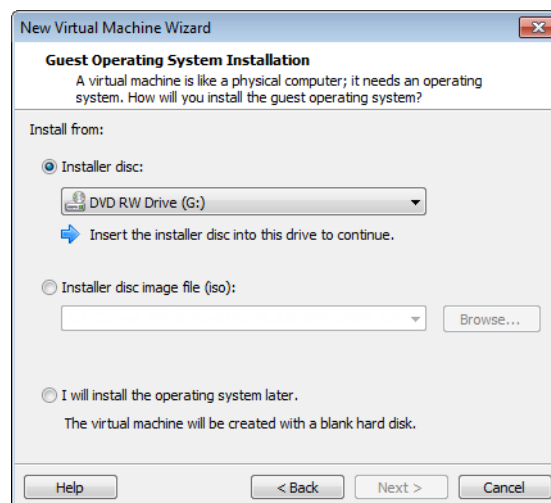 New Virtual Machine Wizard
Guest Operating System Installation
A virtual machine is like a physical computer; it needs an operating
system. How will you install the guest operating system?
Install from:
Installer disc:
DVD RW Drive (G:)
Insert the installer disc into this drive to continue.
Installer disc image file (iso):
Browse...
I will install the operating system later.
The virtual machine will be created with a blank hard disk.
Help
< Back
Next >
Cancel